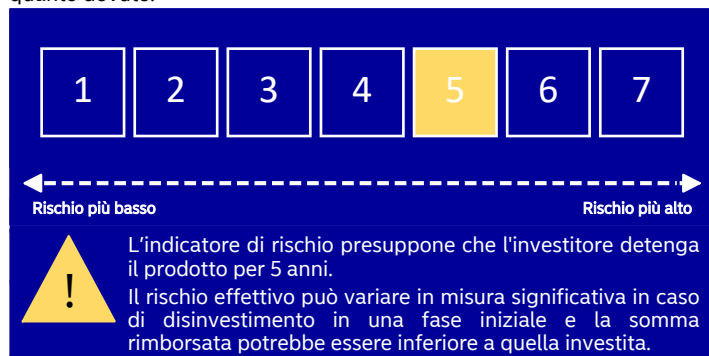 1 2 3 4 5 6 7
Rischio più basso Rischio più alto
! L'indicatore di rischio presuppone che l'investitore detenga
il prodotto per 5 anni.
Il rischio effettivo può variare in misura significativa in caso
di disinvestimento in una fase iniziale e la somma
rimborsata potrebbe essere inferiore a quella investita.